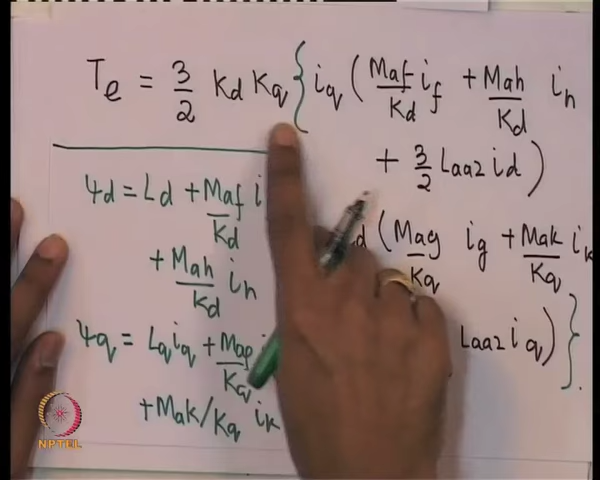 Te = 3/2 Kd Kq { iq ( Maf/Kd if + Mah/Kd ih
+ 3/2 Laa2 id )
d ( Mag/Kq ig + Mak/Kq ik
Laa2 iq ) } .
Ψd = Ld + Maf/Kd i
+ Mah/Kd ih
Ψq = Lq iq + Mag/Kq
+ Mak/Kq ik
NPTEL